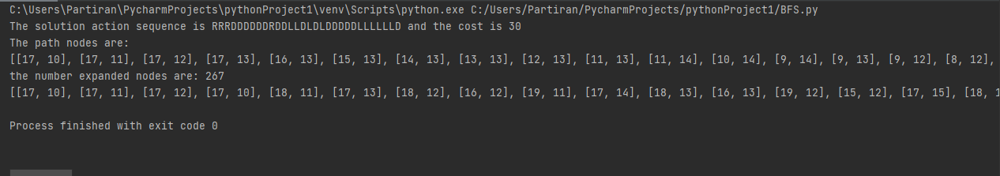 C:\Users\Partiran\PycharmProjects\pythonProject1\venv\Scripts\python.exe C:/Users/Partiran/PycharmProjects/pythonProject1/BFS.py
The solution action sequence is RRRDDDDDDRDDLLDLDLDDDDDLLLLLLD and the cost is 30
The path nodes are:
[[17, 10], [17, 11], [17, 12], [17, 13], [16, 13], [15, 13], [14, 13], [13, 13], [12, 13], [11, 13], [11, 14], [10, 14], [9, 14], [9, 13], [9, 12], [8, 12],
the number expanded nodes are: 267
[[17, 10], [17, 11], [17, 12], [17, 10], [18, 11], [17, 13], [18, 12], [16, 12], [19, 11], [17, 14], [18, 13], [16, 13], [19, 12], [15, 12], [17, 15], [18,
Process finished with exit code 0